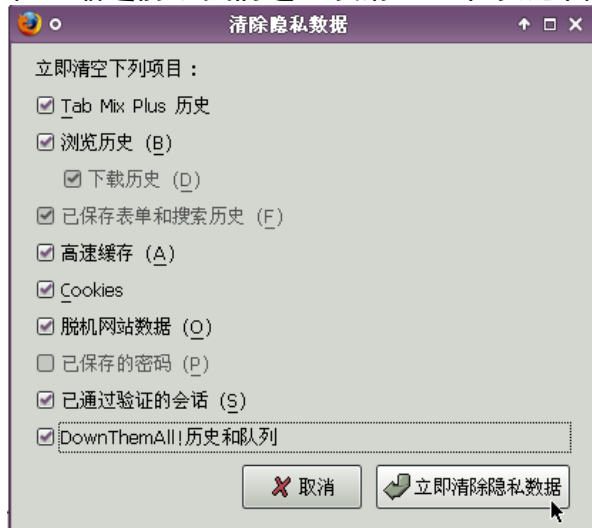 清除隐私数据
立即清空下列项目：
Tab Mix Plus 历史
浏览历史 (B)
下载历史 (D)
已保存表单和搜索历史 (F)
高速缓存 (A)
Cookies
脱机网站数据 (O)
已保存的密码 (P)
已通过验证的会话 (S)
DownThemAll!历史和队列
取消
立即清除隐私数据